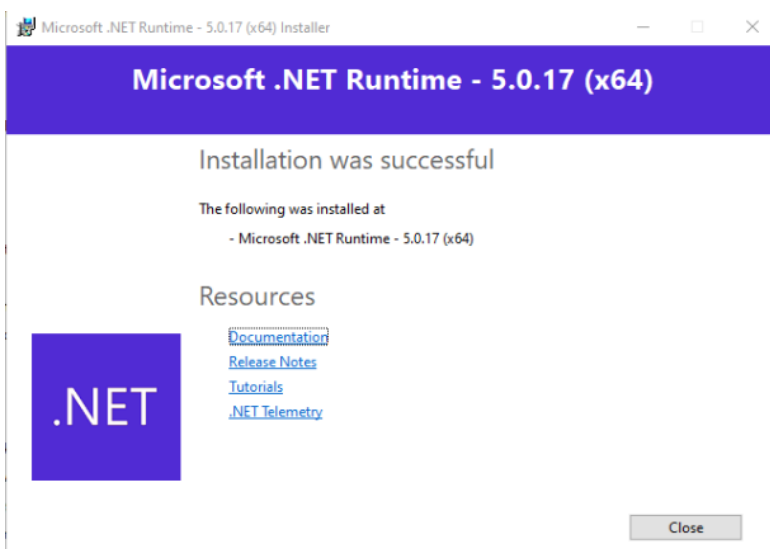 Microsoft .NET Runtime - 5.0.17 (x64) Installer
Microsoft .NET Runtime - 5.0.17 (x64)
Installation was successful
The following was installed at
- Microsoft .NET Runtime - 5.0.17 (x64)
Resources
Documentation
Release Notes
Tutorials
.NET Telemetry
.NET
Close